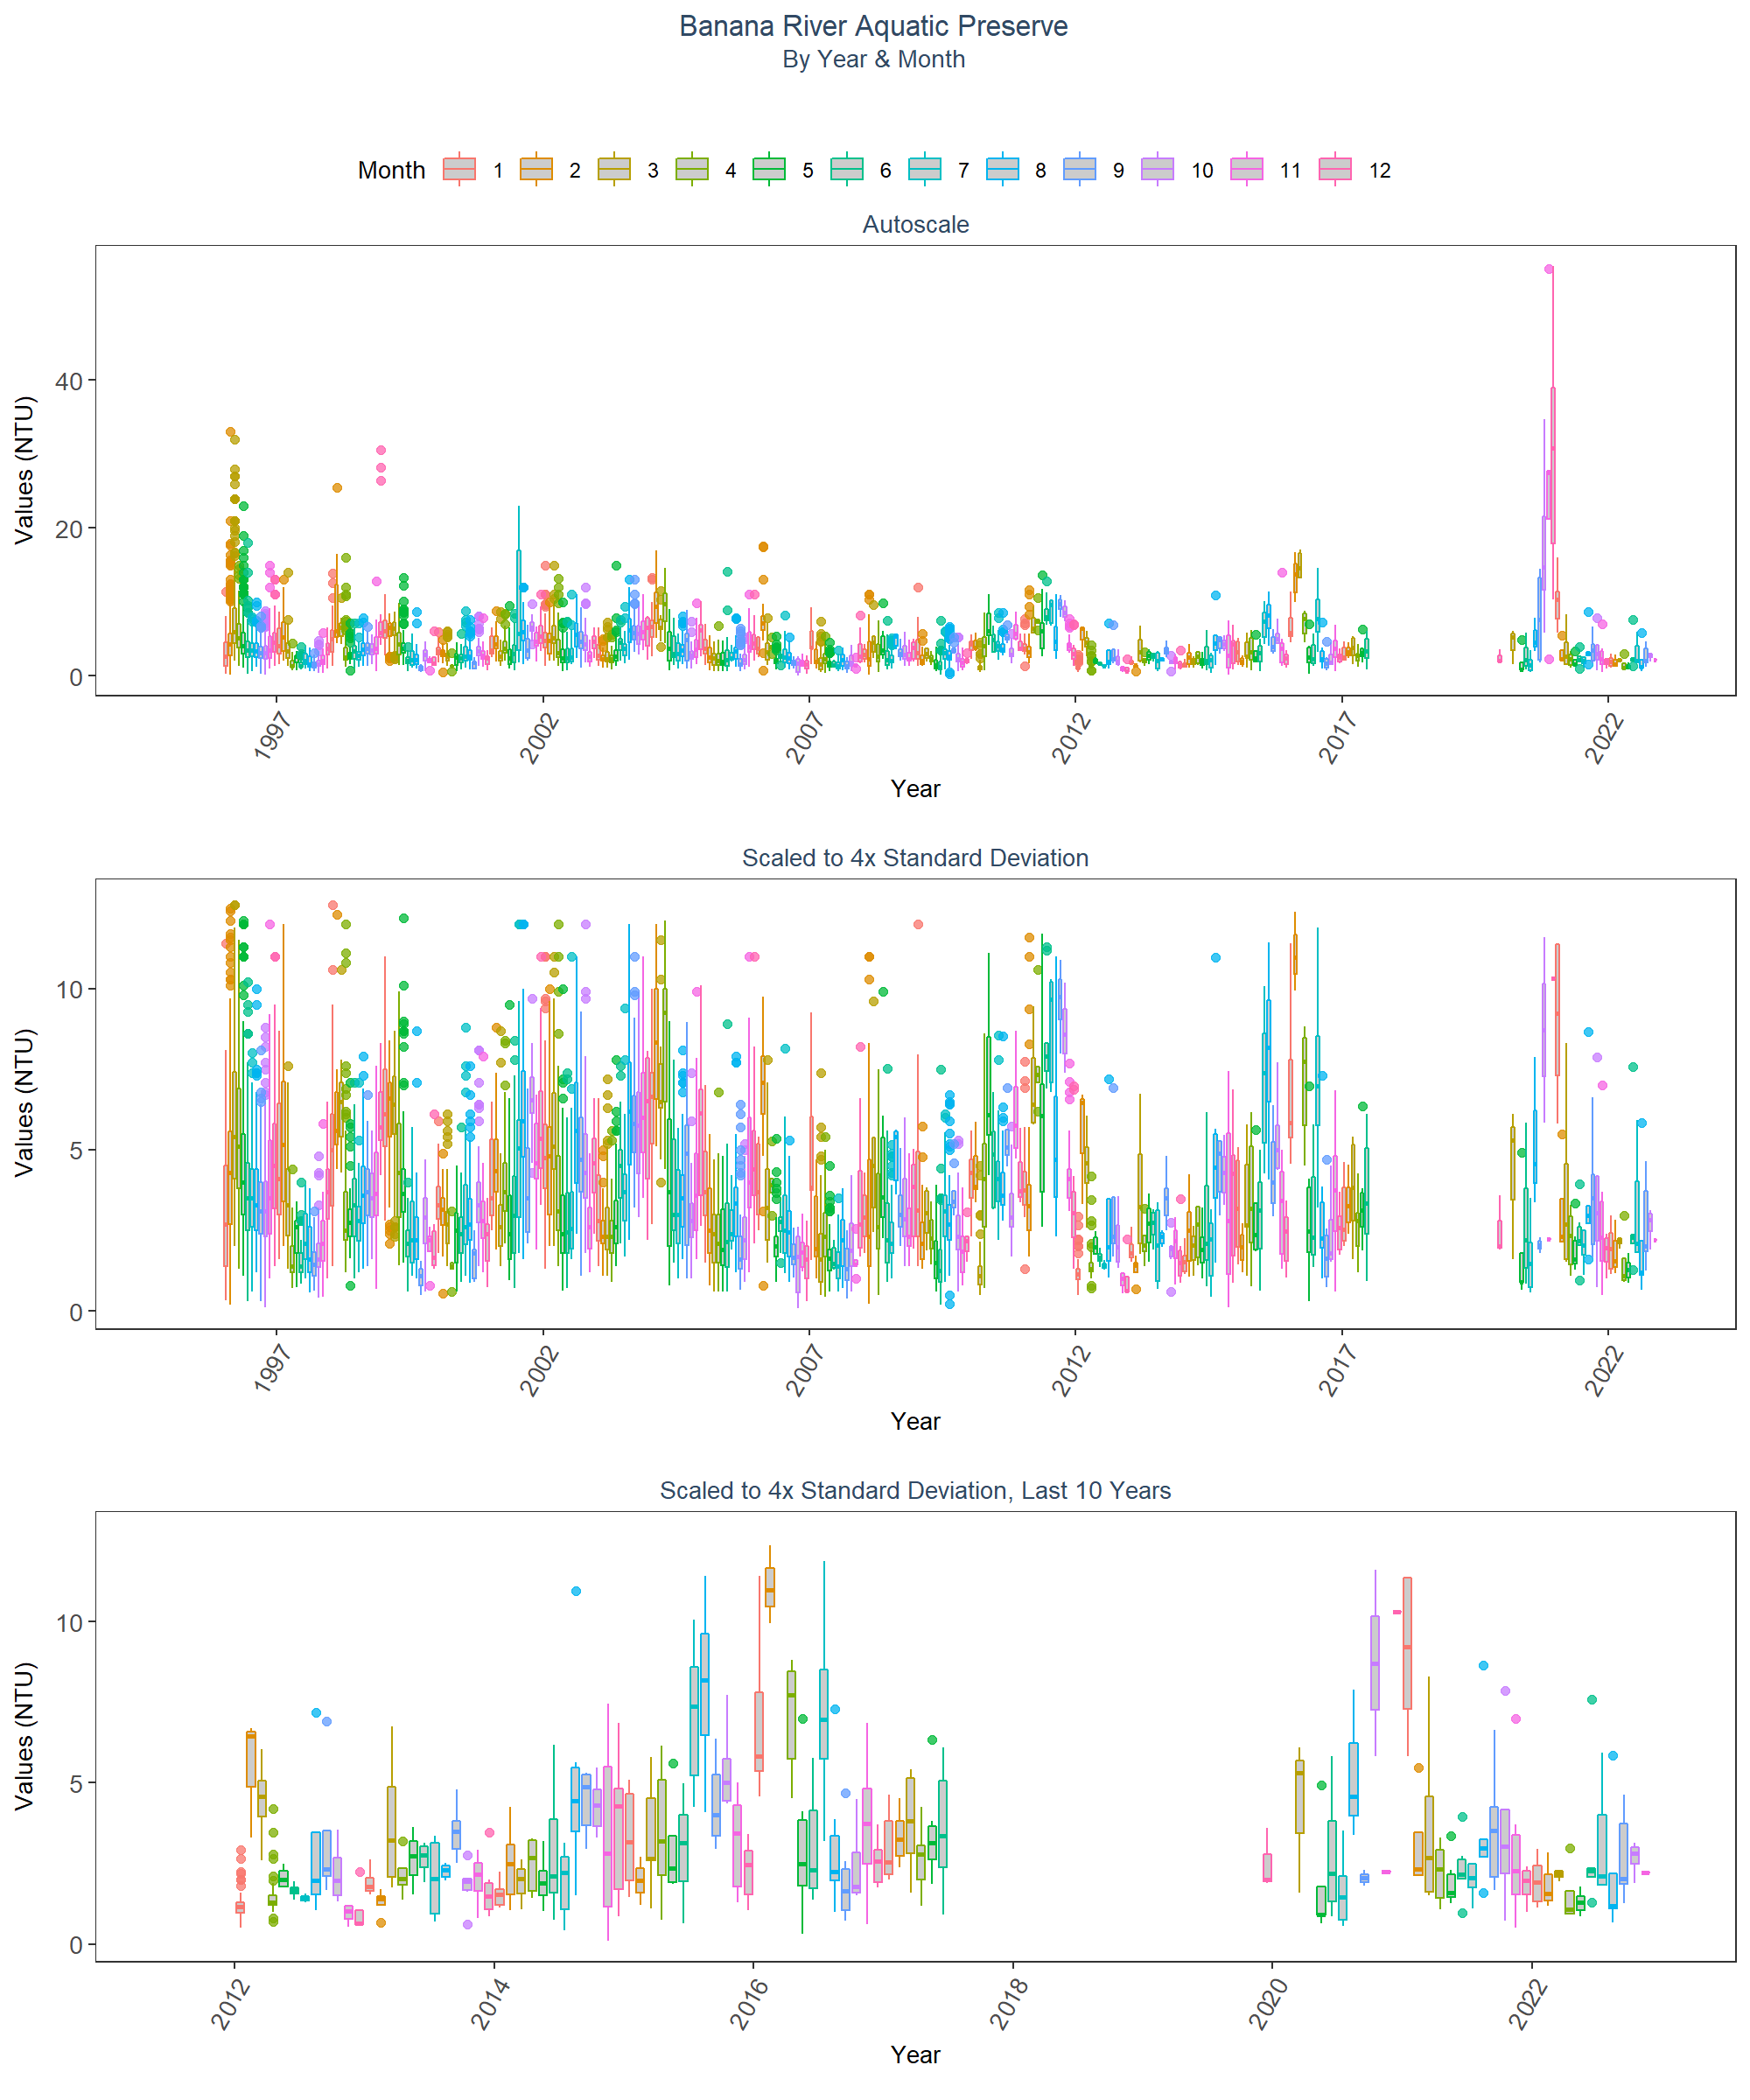 Banana River Aquatic Preserve
By Year & Month
Month 1 2 3 4 5 6 7 8 9 10 11 12
Autoscale
Values (NTU)
40
20
0
1997 2002 2007 2012 2017 2022
Year
Scaled to 4x Standard Deviation
Values (NTU)
10
5
0
1997 2002 2007 2012 2017 2022
Year
Scaled to 4x Standard Deviation, Last 10 Years
Values (NTU)
10
5
0
2012 2014 2016 2018 2020 2022
Year